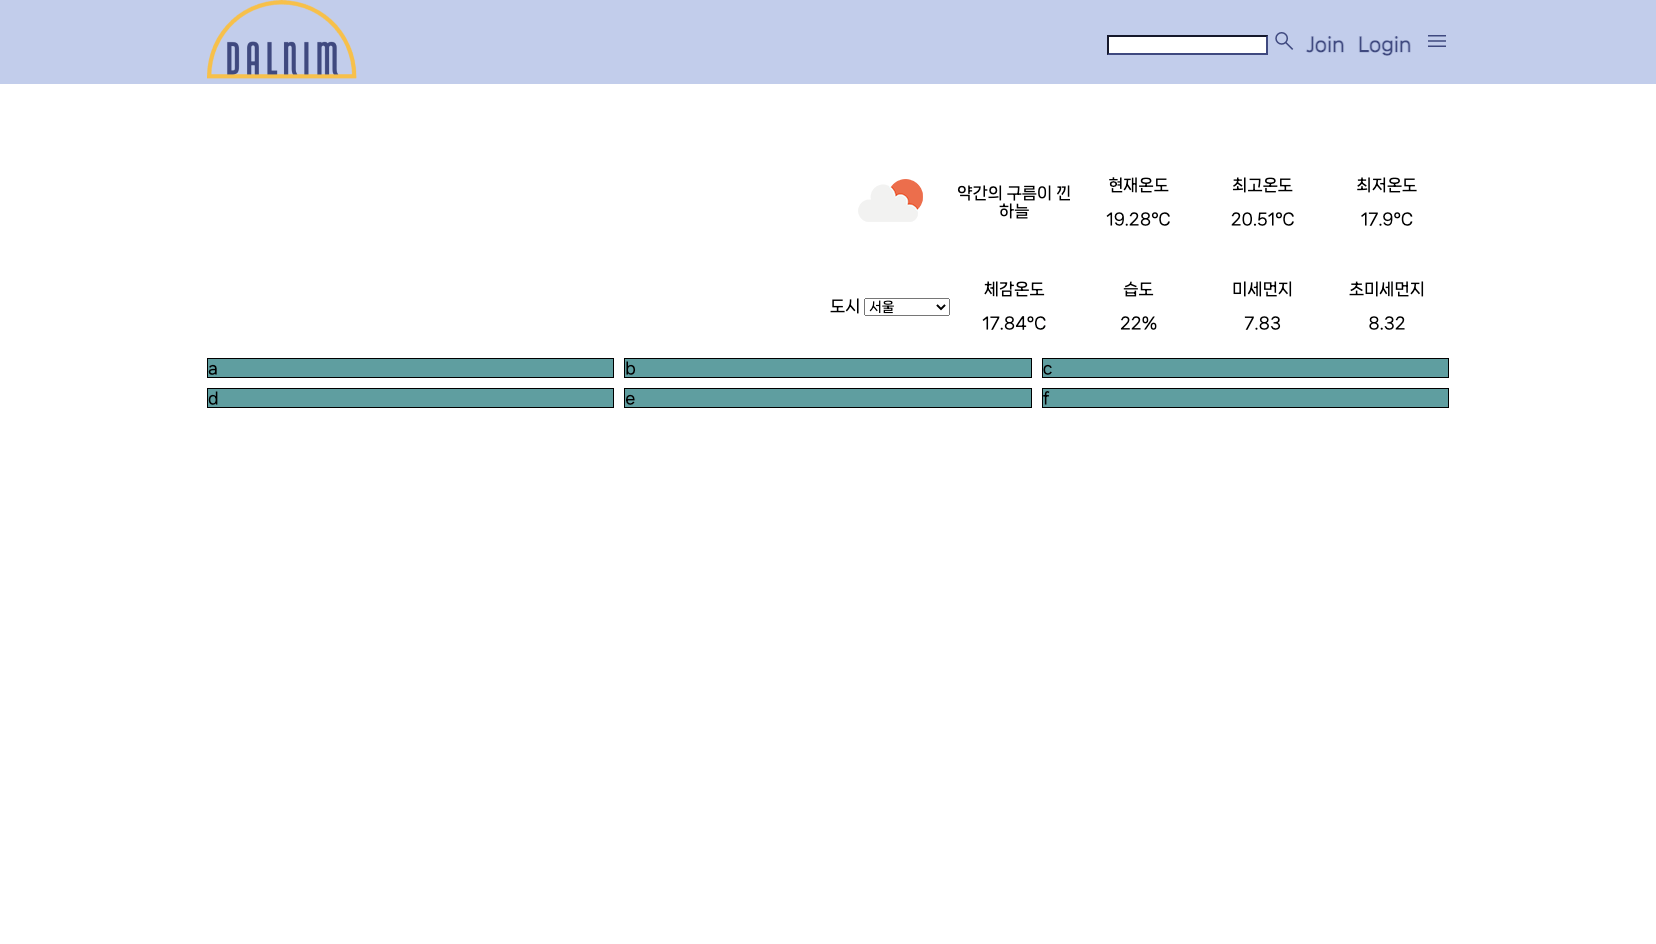 DALNIM
Join Login
약간의 구름이 낀
하늘
현재온도
19.28°C
최고온도
20.51°C
최저온도
17.9°C
도시 서울
체감온도
17.84°C
습도
22%
미세먼지
7.83
초미세먼지
8.32
a
b
c
d
e
f